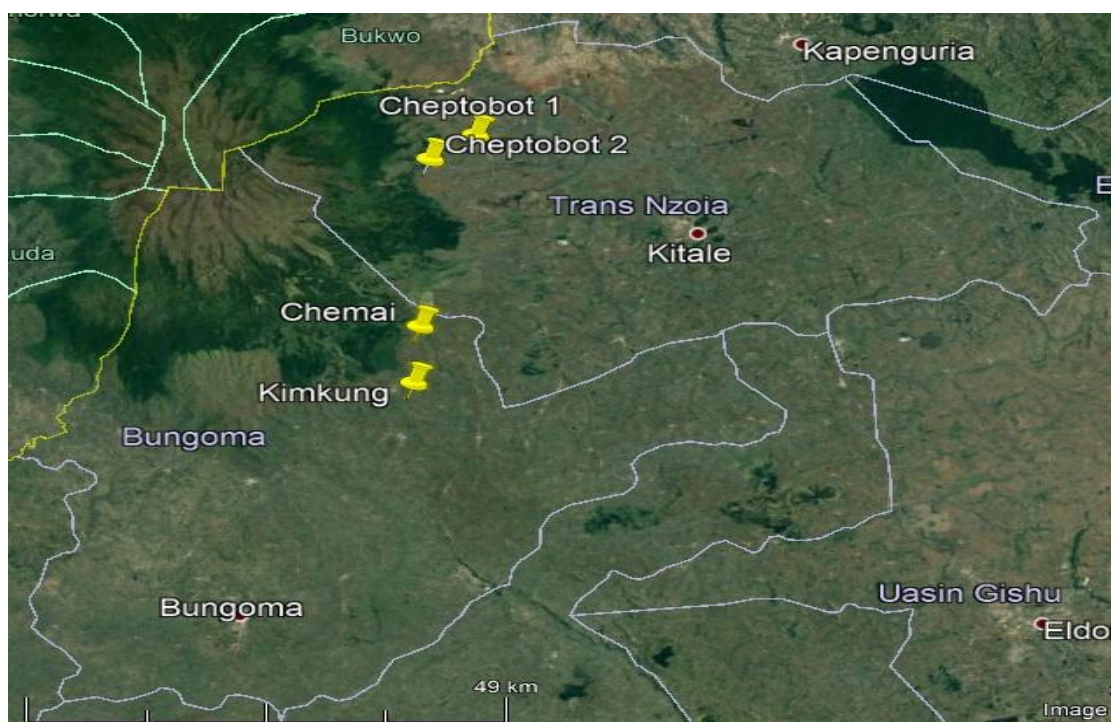 Bukwo
Kapenguria
Cheptobot 1
Cheptobot 2
Trans Nzoia
Kitale
uda
Chemai
Kimkung
Bungoma
Bungoma
Uasin Gishu
Eldo
49 km
Image